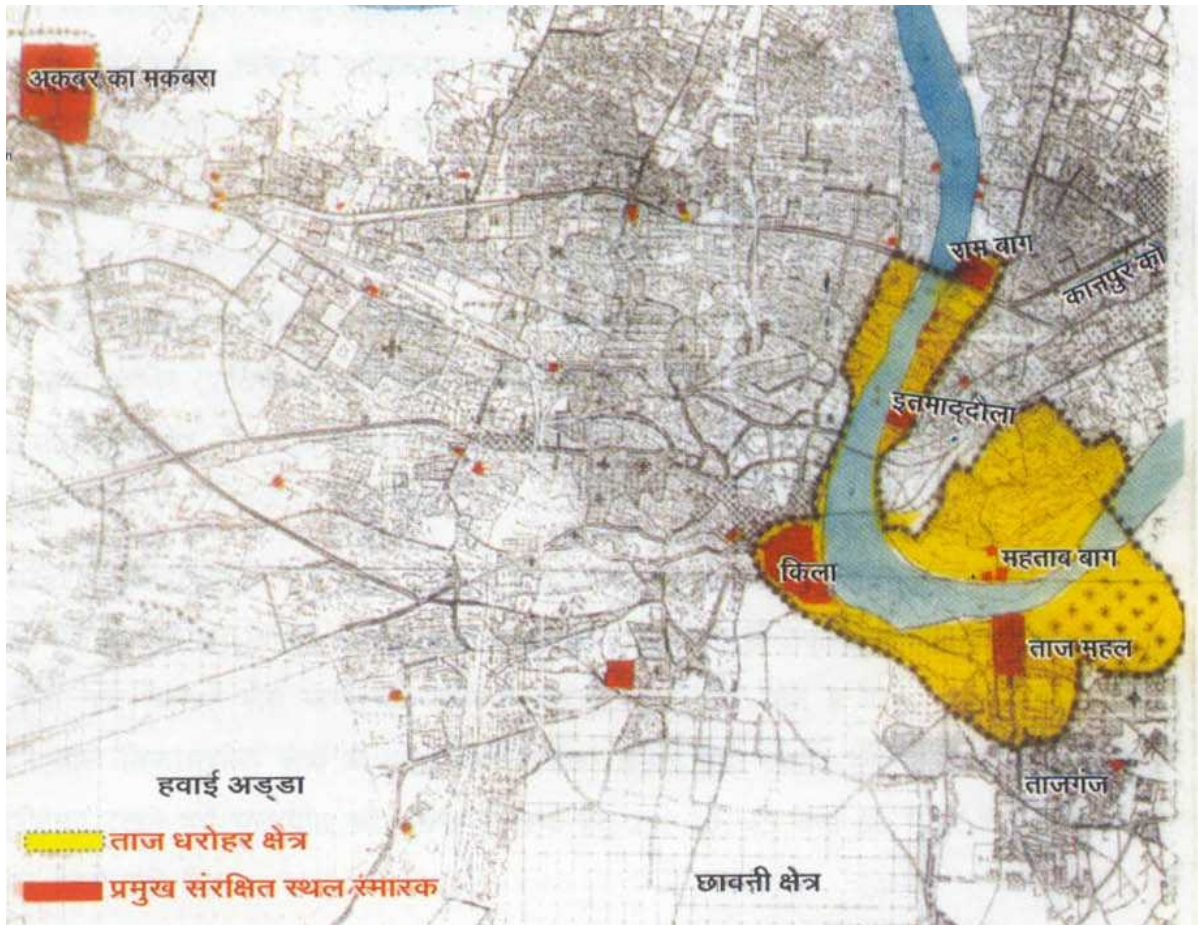 अकबर का मकबरा
राम बाग
कानपुर को
इतमाद्दौला
महताब बाग
किला
ताज महल
ताजगंज
हवाई अड्डा
ताज धरोहर क्षेत्र
छावनी क्षेत्र
प्रमुख संरक्षित स्थल स्मारक